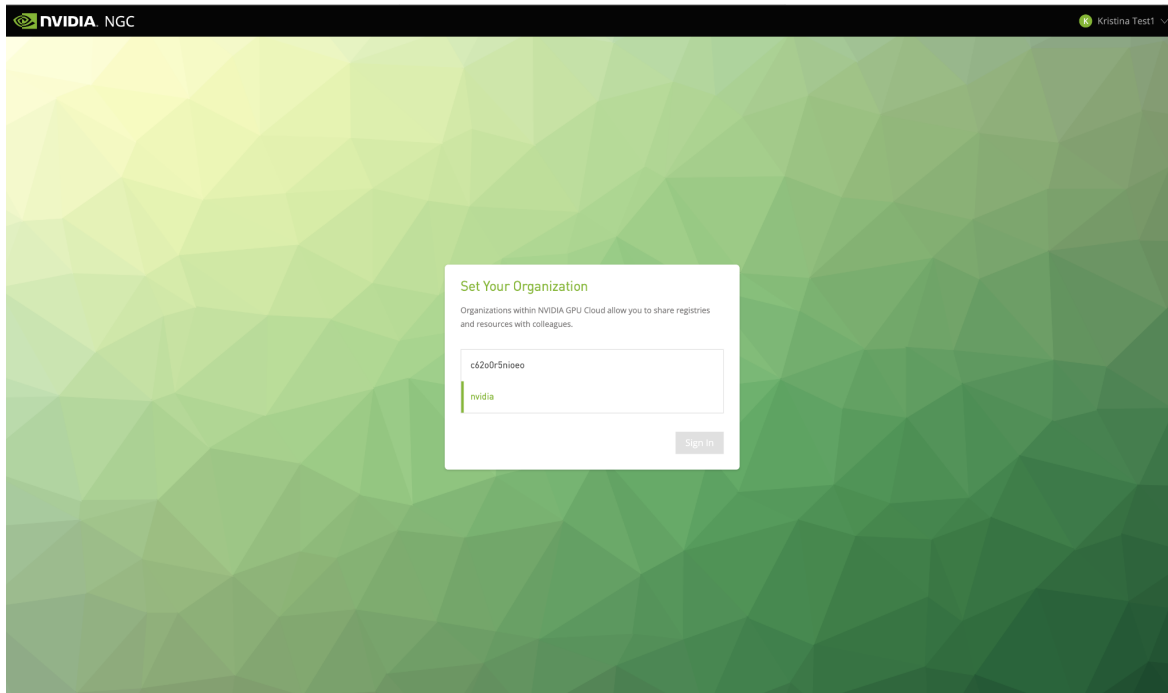 NVIDIA. NGC
K Kristina Test1
Set Your Organization
Organizations within NVIDIA GPU Cloud allow you to share registries
and resources with colleagues.
c62o0r5nioeo
nvidia
Sign In